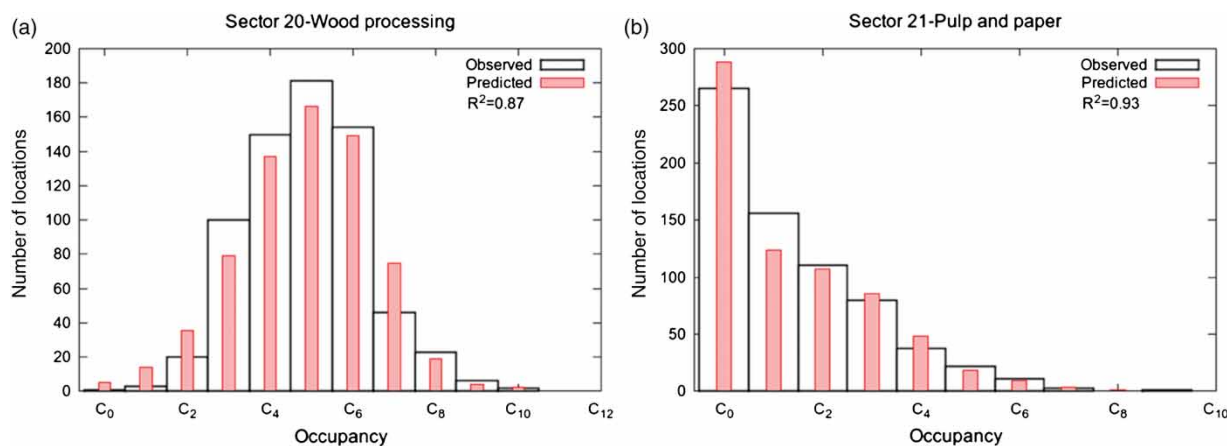 (a)
Sector 20-Wood processing
Observed
Predicted
R²=0.87
Number of locations
200
180
160
140
120
100
80
60
40
20
0
C₀ C₂ C₄ C₆ C₈ C₁₀ C₁₂
Occupancy
(b)
Sector 21-Pulp and paper
Observed
Predicted
R²=0.93
Number of locations
300
250
200
150
100
50
0
C₀ C₂ C₄ C₆ C₈ C₁₀
Occupancy